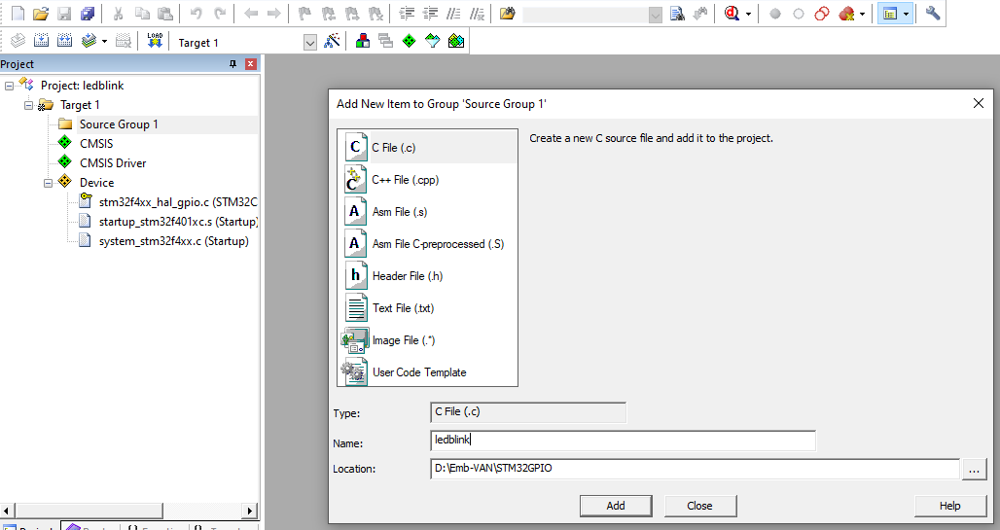 LOAD
Target 1
Project
Project: ledblink
Target 1
Source Group 1
CMSIS
CMSIS Driver
Device
stm32f4xx_hal_gpio.c (STM32C
startup_stm32f401xc.s (Startup)
system_stm32f4xx.c (Startup)
Add New Item to Group 'Source Group 1'
C File (.c)
C++ File (.cpp)
Asm File (.s)
Asm File C-preprocessed (.S)
Header File (.h)
Text File (.txt)
Image File (.*)
User Code Template
Create a new C source file and add it to the project.
Type:
C File (.c)
Name:
ledblink
Location:
D:\Emb-VAN\STM32GPIO
...
Add
Close
Help